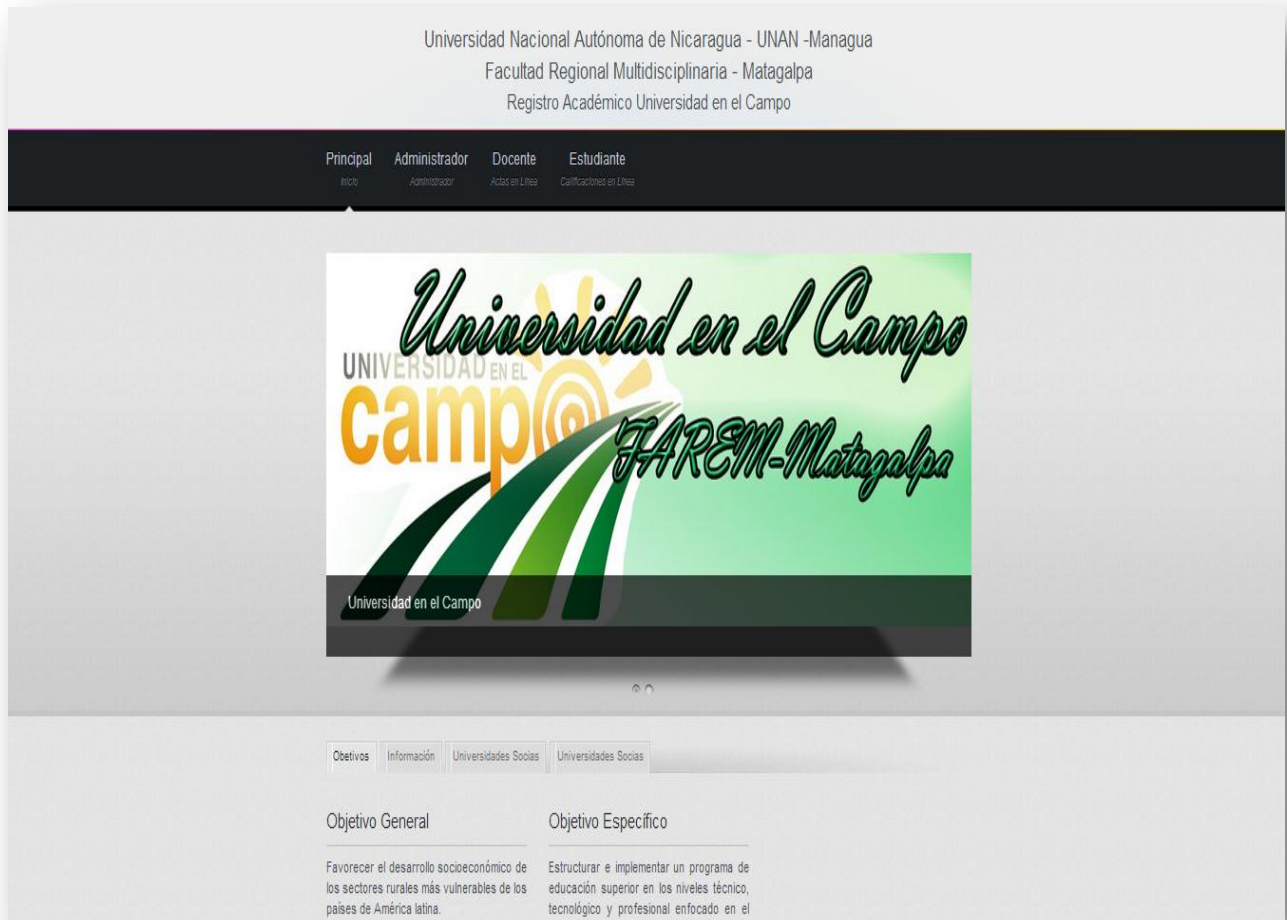 Universidad Nacional Autónoma de Nicaragua - UNAN -Managua
Facultad Regional Multidisciplinaria - Matagalpa
Registro Académico Universidad en el Campo
Principal Administrador Docente Estudiante
Inicio Administrador Actas en Línea Calificaciones en Línea
Universidad en el Campo
UNIVERSIDAD EN EL
campo
FAREM-Matagalpa
Universidad en el Campo
Obetivos Información Universidades Socias Universidades Socias
Objetivo General
Favorecer el desarrollo socioeconómico de
los sectores rurales más vulnerables de los
países de América latina.
Objetivo Específico
Estructurar e implementar un programa de
educación superior en los niveles técnico,
tecnológico y profesional enfocado en el